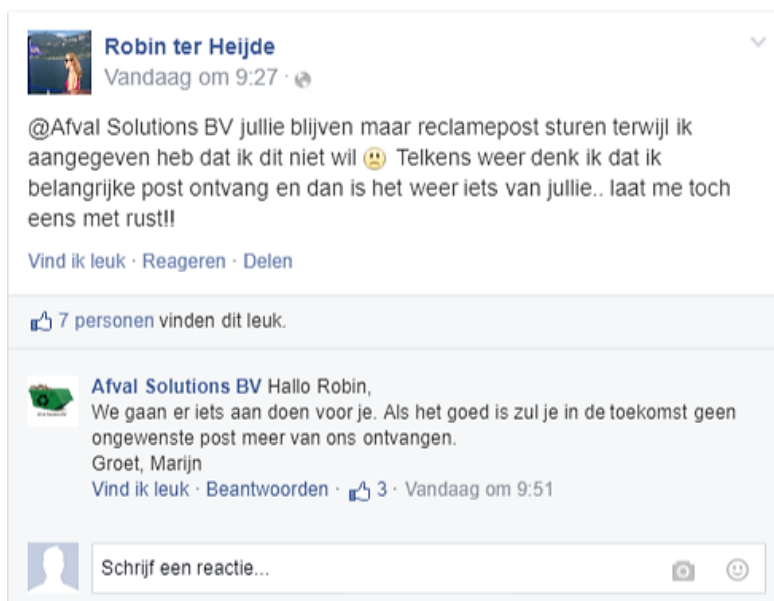 Robin ter Heijde
Vandaag om 9:27 ·
@Afval Solutions BV jullie blijven maar reclamepost sturen terwijl ik
aangegeven heb dat ik dit niet wil Telkens weer denk ik dat ik
belangrijke post ontvang en dan is het weer iets van jullie.. laat me toch
eens met rust!!
Vind ik leuk · Reageren · Delen
7 personen vinden dit leuk.
Afval Solutions BV Hallo Robin,
We gaan er iets aan doen voor je. Als het goed is zul je in de toekomst geen
ongewenste post meer van ons ontvangen.
Groet, Marijn
Vind ik leuk · Beantwoorden · 3 · Vandaag om 9:51
Schrijf een reactie...